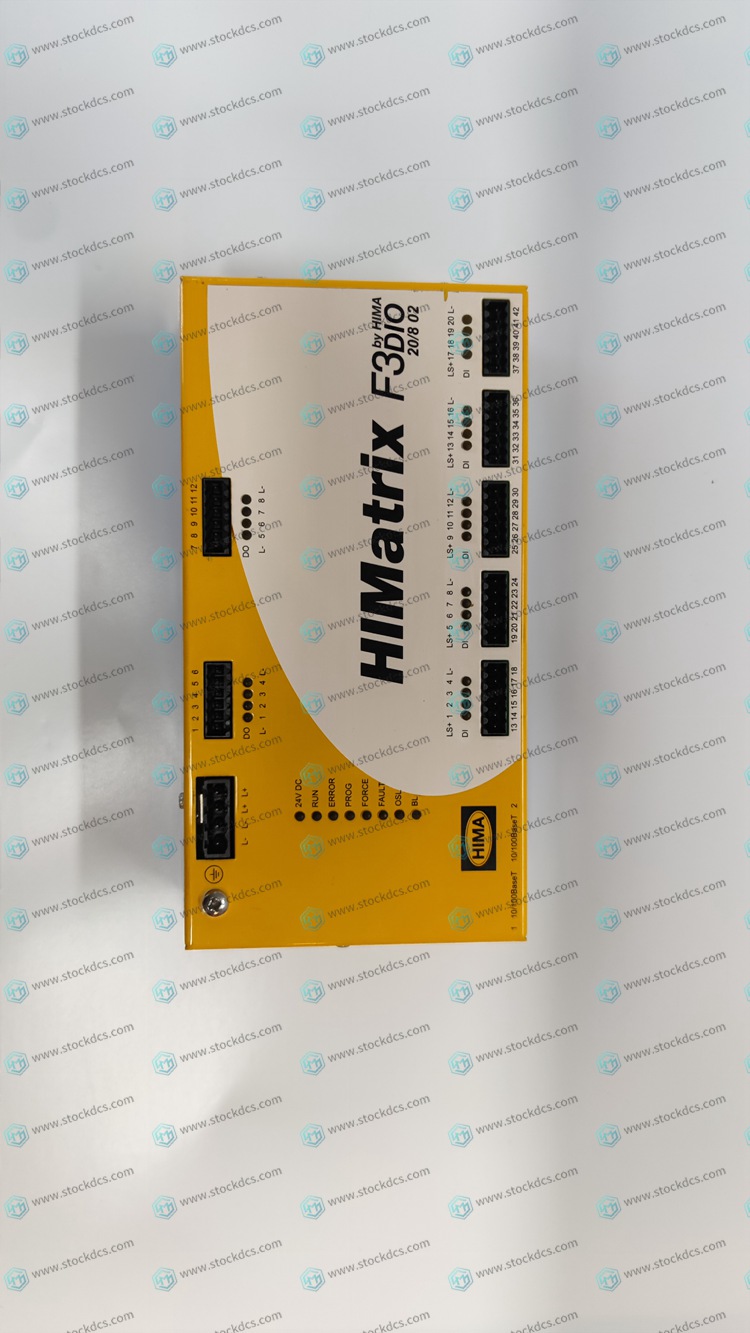 L- L- L+ L+
1 2 3 4 5 6
7 8 9 10 11 12
DO
DO
L- 1 2 3 4 L-
L- 5 6 7 8 L-
24V DC
RUN
ERROR
PROG
FORCE
FAULT
OSL
BL
HIMatrix F3DIO
by HIMA
20/8 02
LS+ 1 2 3 4 L-
LS+ 5 6 7 8 L-
LS+ 9 10 11 12 L-
LS+ 13 14 15 16 L-
LS+ 17 18 19 20 L-
DI
DI
DI
DI
DI
HIMA
13 14 15 16 17 18
19 20 21 22 23 24
25 26 27 28 29 30
31 32 33 34 35 36
37 38 39 40 41 42
1 10/100BaseT 10/100BaseT 2
www.stockdcs.com